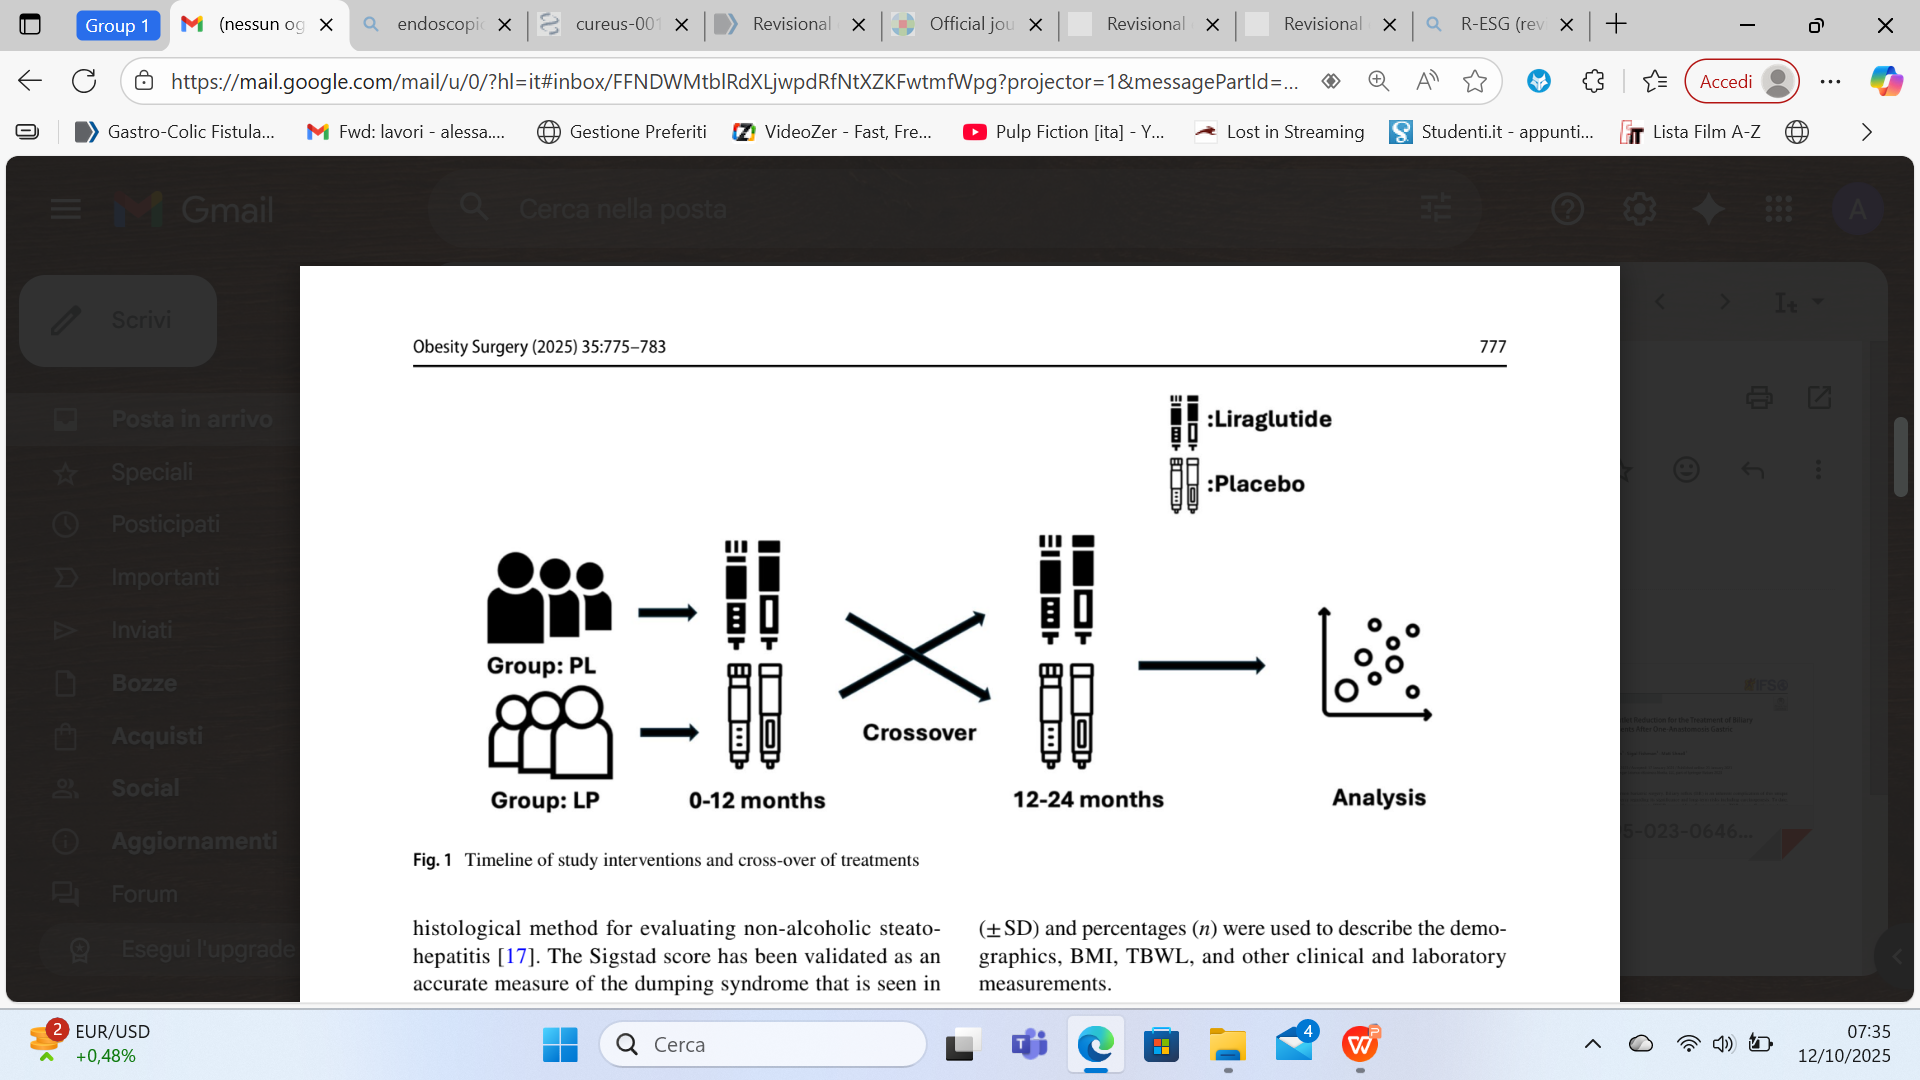 Group 1
(nessun og
endoscopic
cureus-001
Revisional
Official jou
Revisional
Revisional
R-ESG (rev
https://mail.google.com/mail/u/0/?hl=it#inbox/FFNDWMtblRdXLjwpdRfNtXZKFwtmfWpg?projector=1&messagePartId=...
Accedi
Gastro-Colic Fistula...
Fwd: lavori - alessa....
Gestione Preferiti
VideoZer - Fast, Fre...
Pulp Fiction [ita] - Y...
Lost in Streaming
Studenti.it - appunti...
Lista Film A-Z
Gmail
Cerca nella posta
A
Scrivi
Posta in arrivo
Speciali
Posticipati
Importanti
Inviati
Bozze
Acquisti
Social
Aggiornamenti
Forum
Esegui l'upgrade
Obesity Surgery (2025) 35:775–783
777
:Liraglutide
:Placebo
Group: PL
Group: LP
0-12 months
Crossover
12-24 months
Analysis
Fig. 1 Timeline of study interventions and cross-over of treatments
histological method for evaluating non-alcoholic steato-
hepatitis [17]. The Sigstad score has been validated as an
accurate measure of the dumping syndrome that is seen in
(±SD) and percentages (n) were used to describe the demo-
graphics, BMI, TBWL, and other clinical and laboratory
measurements.
IFSO
5-023-0646...
2
EUR/USD
+0,48%
Cerca
4
07:35
12/10/2025